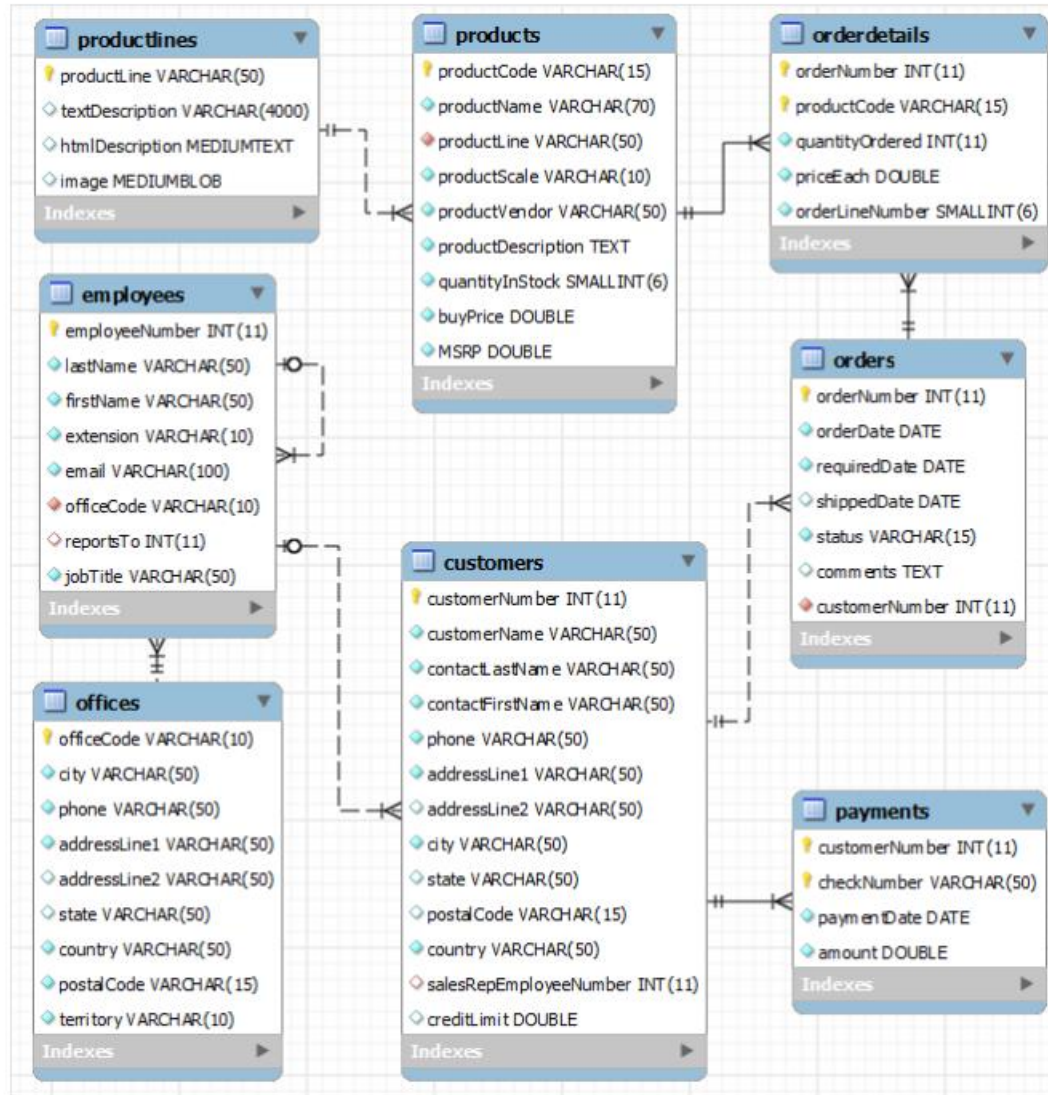 productlines
productLine VARCHAR(50)
textDescription VARCHAR(4000)
htmlDescription MEDIUMTEXT
image MEDIUMBLOB
Indexes
products
productCode VARCHAR(15)
productName VARCHAR(70)
productLine VARCHAR(50)
productScale VARCHAR(10)
productVendor VARCHAR(50)
productDescription TEXT
quantityInStock SMALLINT(6)
buyPrice DOUBLE
MSRP DOUBLE
Indexes
orderdetails
orderNumber INT(11)
productCode VARCHAR(15)
quantityOrdered INT(11)
priceEach DOUBLE
orderLineNumber SMALLINT(6)
Indexes
employees
employeeNumber INT(11)
lastName VARCHAR(50)
firstName VARCHAR(50)
extension VARCHAR(10)
email VARCHAR(100)
officeCode VARCHAR(10)
reportsTo INT(11)
jobTitle VARCHAR(50)
Indexes
orders
orderNumber INT(11)
orderDate DATE
requiredDate DATE
shippedDate DATE
status VARCHAR(15)
comments TEXT
customerNumber INT(11)
Indexes
customers
customerNumber INT(11)
customerName VARCHAR(50)
contactLastName VARCHAR(50)
contactFirstName VARCHAR(50)
phone VARCHAR(50)
addressLine1 VARCHAR(50)
addressLine2 VARCHAR(50)
city VARCHAR(50)
state VARCHAR(50)
postalCode VARCHAR(15)
country VARCHAR(50)
salesRepEmployeeNumber INT(11)
creditLimit DOUBLE
Indexes
offices
officeCode VARCHAR(10)
city VARCHAR(50)
phone VARCHAR(50)
addressLine1 VARCHAR(50)
addressLine2 VARCHAR(50)
state VARCHAR(50)
country VARCHAR(50)
postalCode VARCHAR(15)
territory VARCHAR(10)
Indexes
payments
customerNumber INT(11)
checkNumber VARCHAR(50)
paymentDate DATE
amount DOUBLE
Indexes